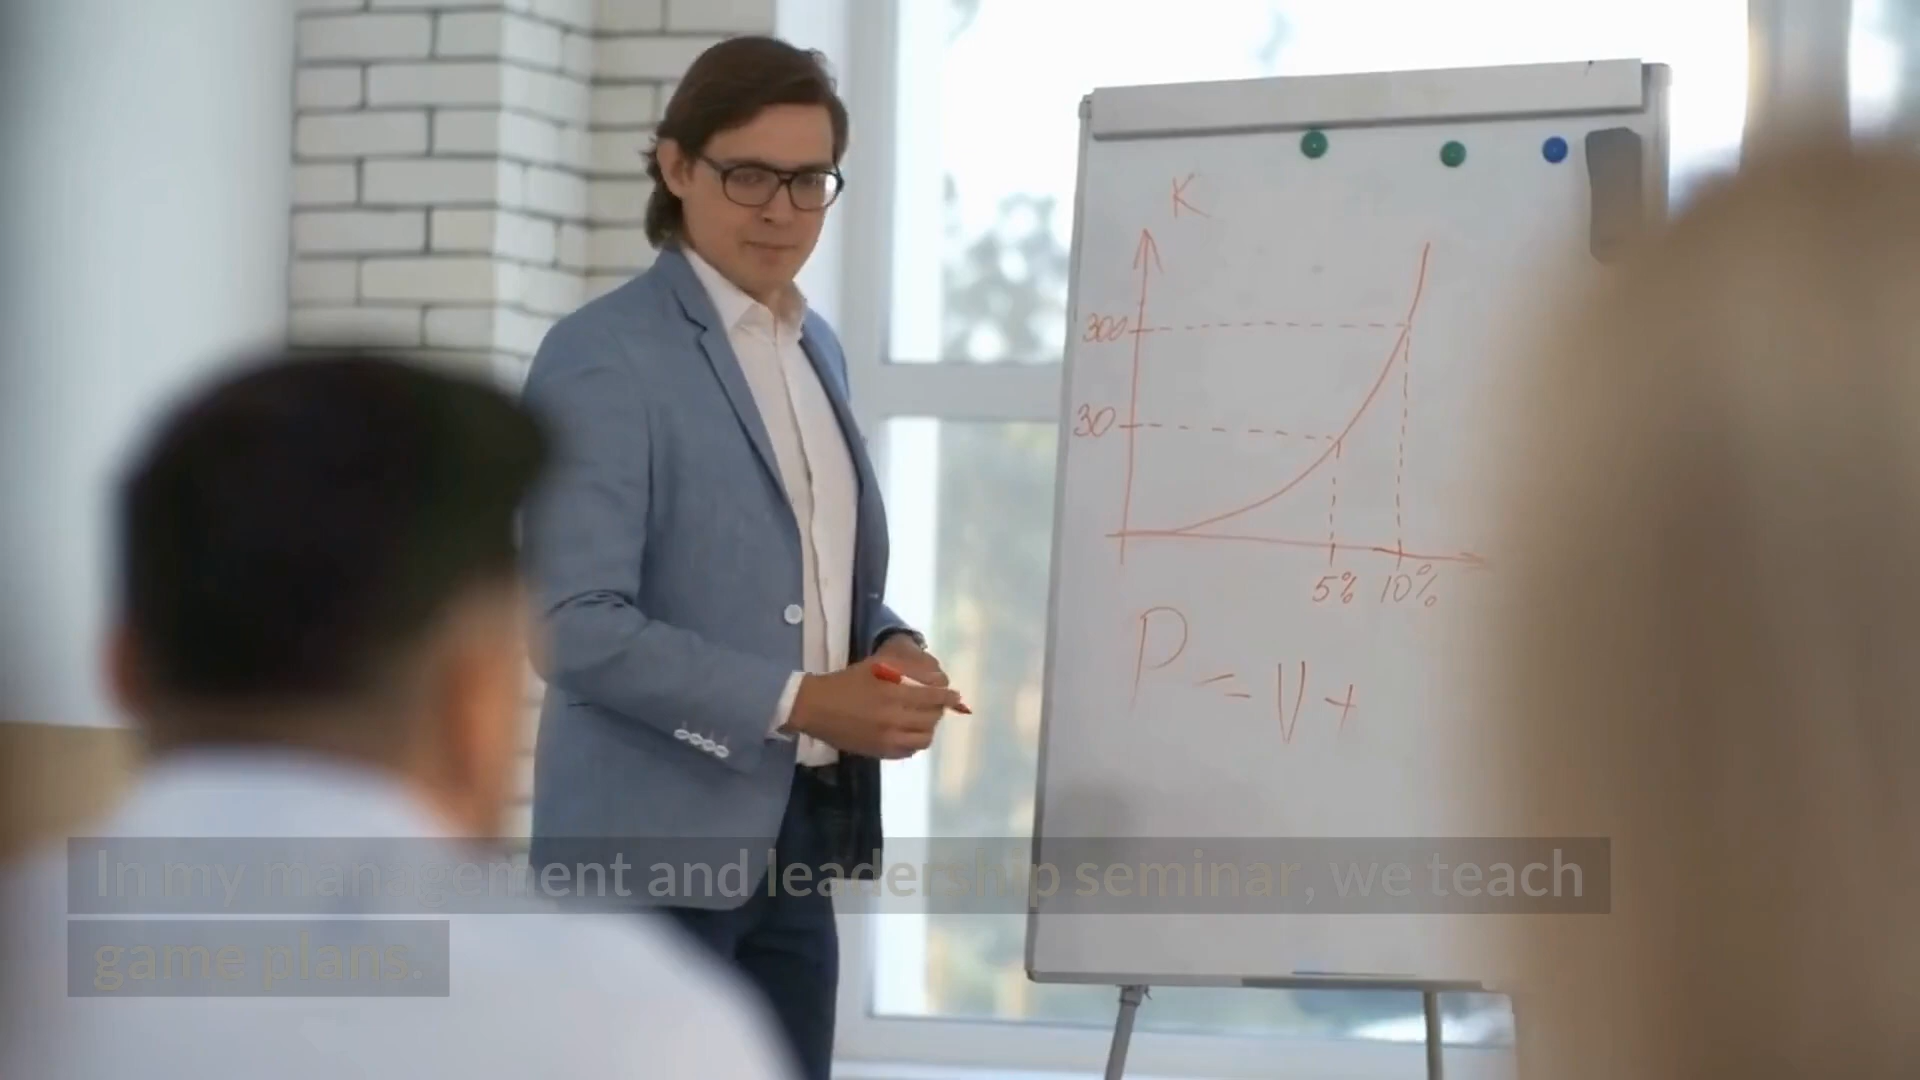 K
300
30
5% 10%
P = V +
In my management and leadership seminar, we teach
game plans.